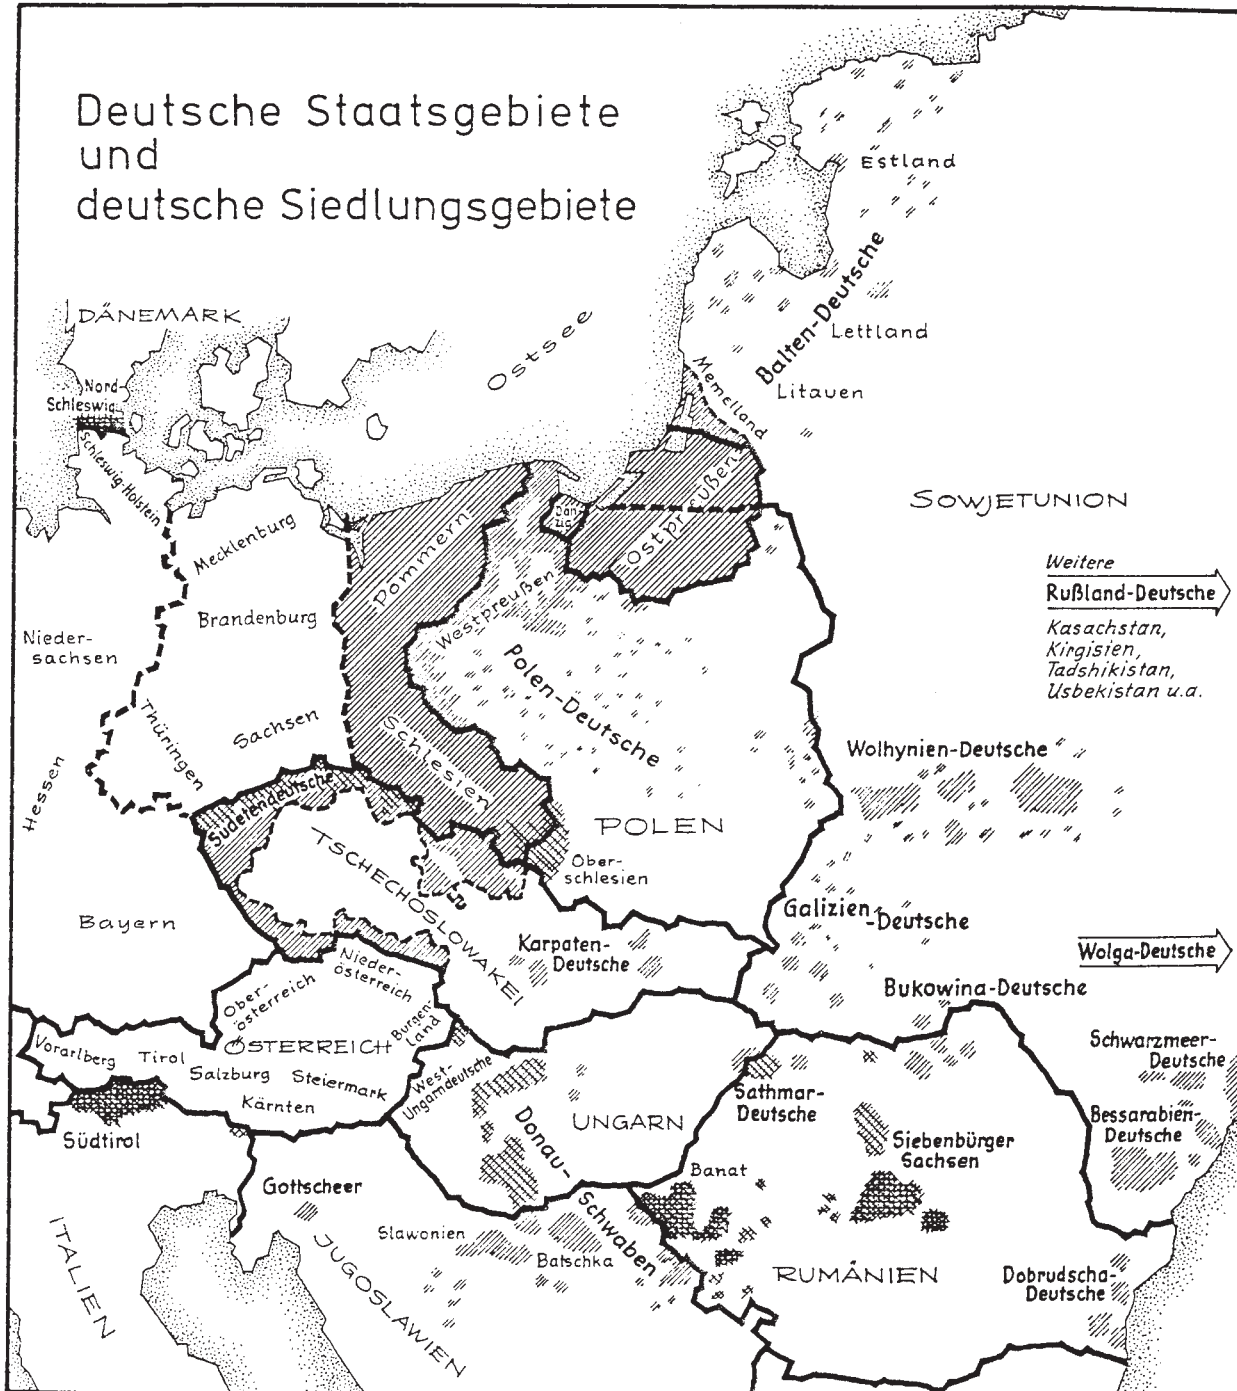 Deutsche Staatsgebiete
und
deutsche Siedlungsgebiete
Estland
Balten-Deutsche
Lettland
Litauen
DÄNEMARK
Ostsee
Nord-
Schleswig
Memelland
Schleswig-Holstein
Mecklenburg
Pommern
Dan-
zig
Ostpreußen
SOWJETUNION
Weitere
Rußland-Deutsche
Kasachstan,
Kirgisien,
Tadshikistan,
Usbekistan u.a.
Westpreußen
Brandenburg
Nieder-
sachsen
Polen-Deutsche
Thüringen
Sachsen
Schlesien
Hessen
Wolhynien-Deutsche
Sudetendeutsche
POLEN
TSCHECHOSLOWAKEI
Ober-
schlesien
Bayern
Galizien-
Deutsche
Karpaten-
Deutsche
Wolga-Deutsche
Nieder-
österreich
Ober-
österreich
Bukowina-Deutsche
Burgen-
Land
Vorarlberg
Tirol
ÖSTERREICH
Salzburg
Steiermark
Kärnten
Schwarzmeer-
Deutsche
West-
Ungarndeutsche
Sathmar-
Deutsche
Südtirol
Donau-
Schwaben
UNGARN
Bessarabien-
Deutsche
Siebenbürger
Sachsen
Banat
Gottscheer
Slawonien
Batschka
ITALIEN
JUGOSLAWIEN
RUMÄNIEN
Dobrudscha-
Deutsche